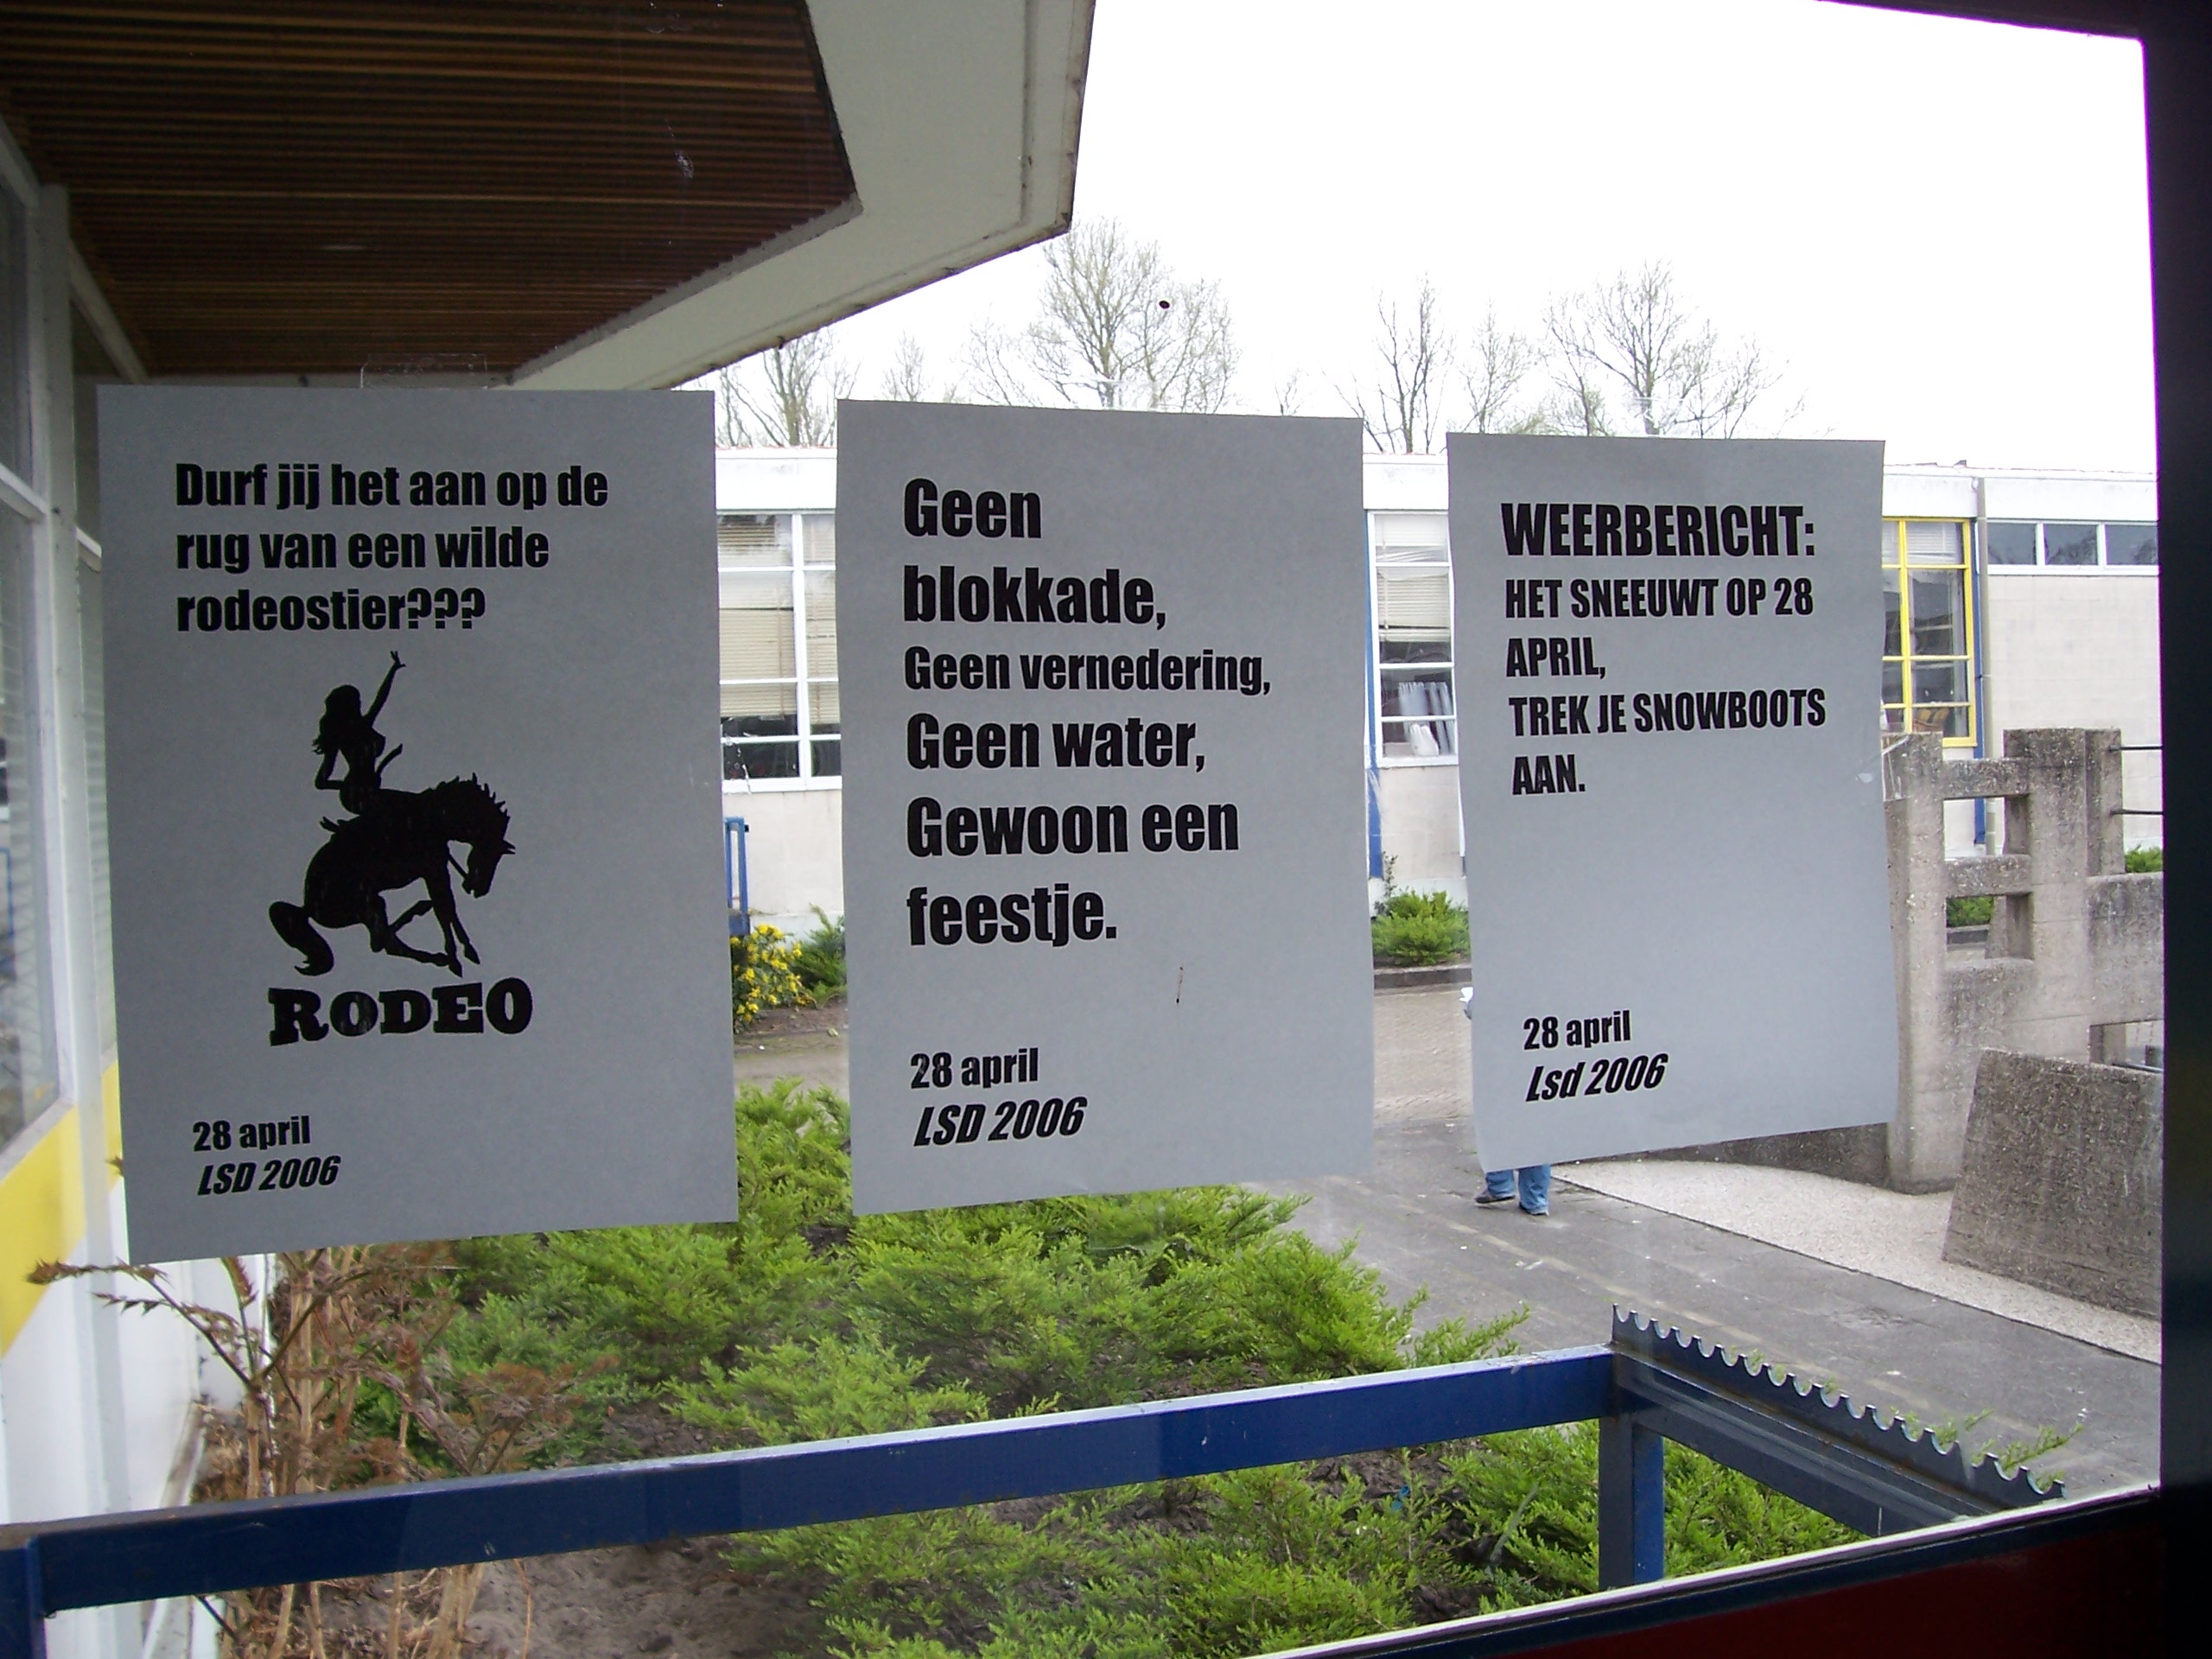 Durf jij het aan op de
rug van een wilde
rodeostier???
RODEO
28 april
LSD 2006
Geen
blokkade,
Geen vernedering,
Geen water,
Gewoon een
feestje.
28 april
LSD 2006
WEERBERICHT:
HET SNEEUWT OP 28
APRIL,
TREK JE SNOWBOOTS
AAN.
28 april
Lsd 2006